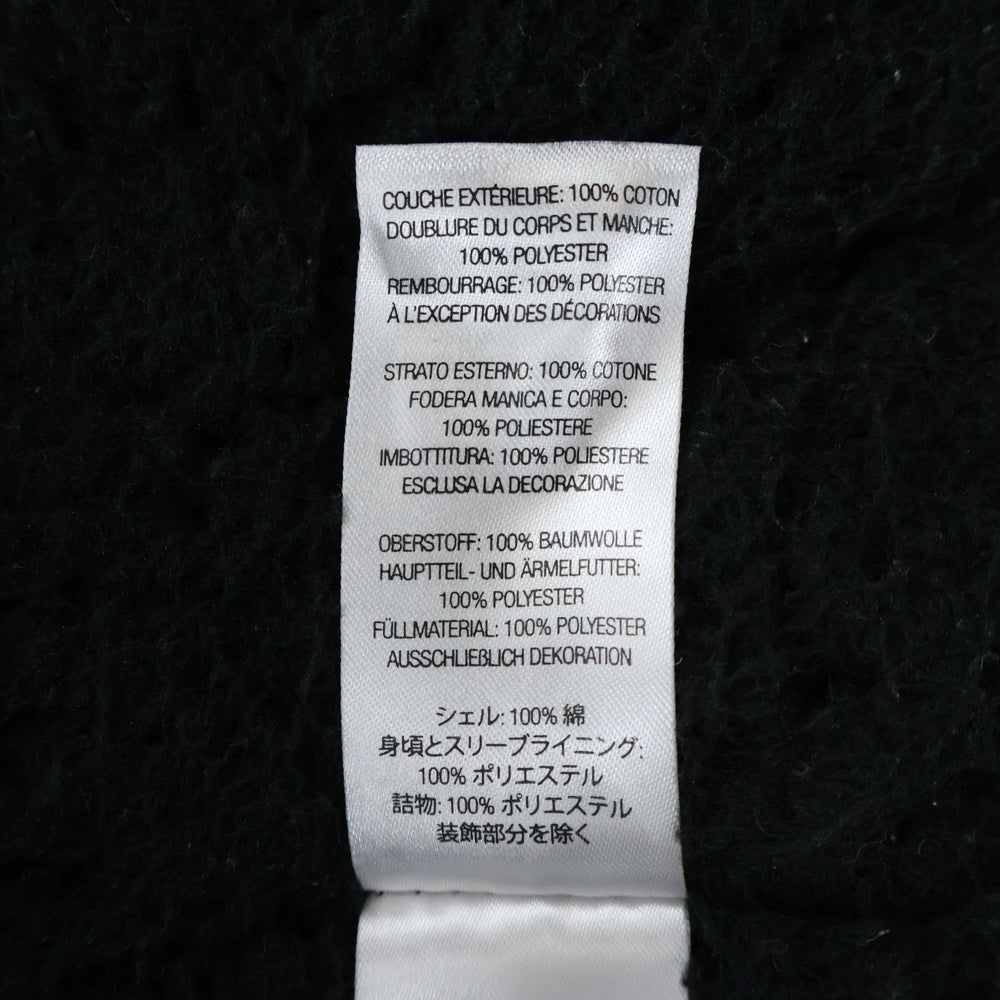 COUCHE EXTÉRIEURE: 100% COTON
DOUBLURE DU CORPS ET MANCHE:
100% POLYESTER
REMBOURRAGE: 100% POLYESTER
À L'EXCEPTION DES DÉCORATIONS
STRATO ESTERNO: 100% COTONE
FODERA MANICA E CORPO:
100% POLIESTERE
IMBOTTITURA: 100% POLIESTERE
ESCLUSA LA DECORAZIONE
OBERSTOFF: 100% BAUMWOLLE
HAUPTTEIL- UND ÄRMELFUTTER:
100% POLYESTER
FÜLLMATERIAL: 100% POLYESTER
AUSSCHLIEßLICH DEKORATION
シェル: 100% 綿
身頃とスリーブライニング:
100% ポリエステル
詰物: 100% ポリエステル
装飾部分を除く